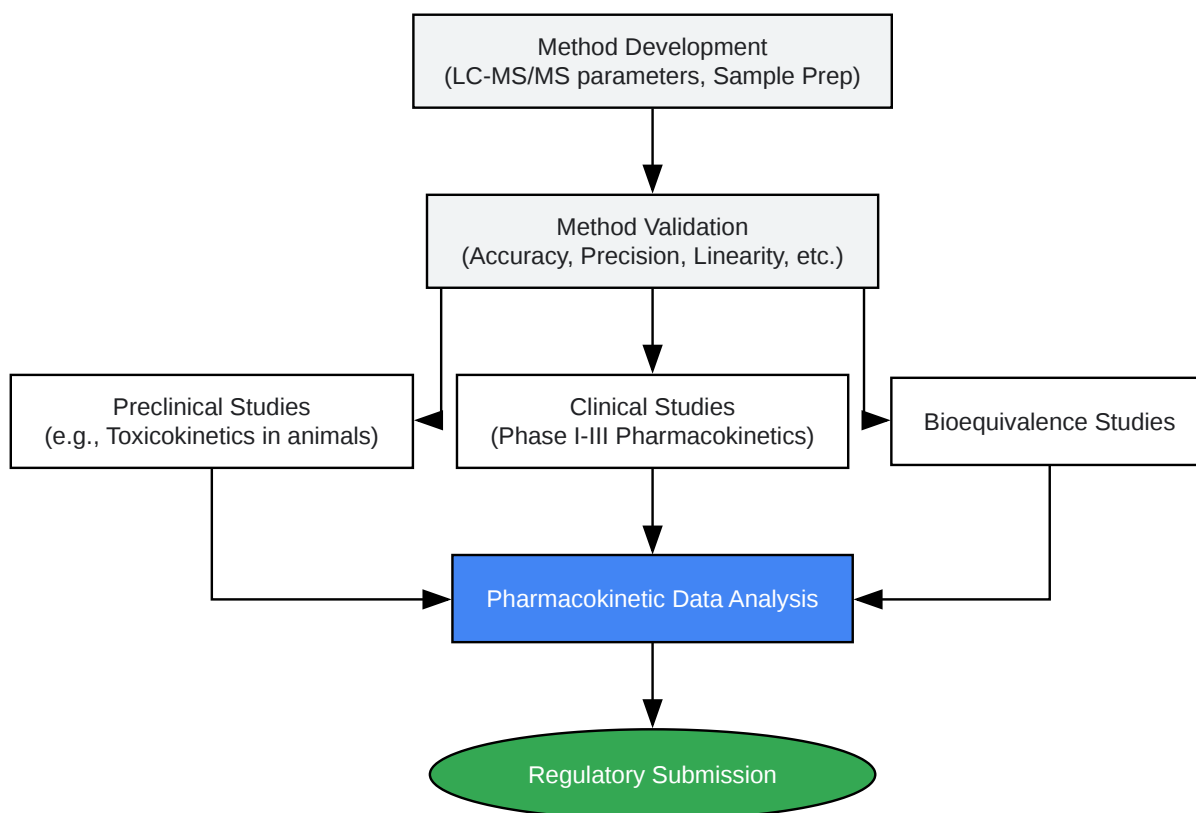 Method Development
(LC-MS/MS parameters, Sample Prep)
Method Validation
(Accuracy, Precision, Linearity, etc.)
Preclinical Studies
(e.g., Toxicokinetics in animals)
Clinical Studies
(Phase I-III Pharmacokinetics)
Bioequivalence Studies
Pharmacokinetic Data Analysis
Regulatory Submission